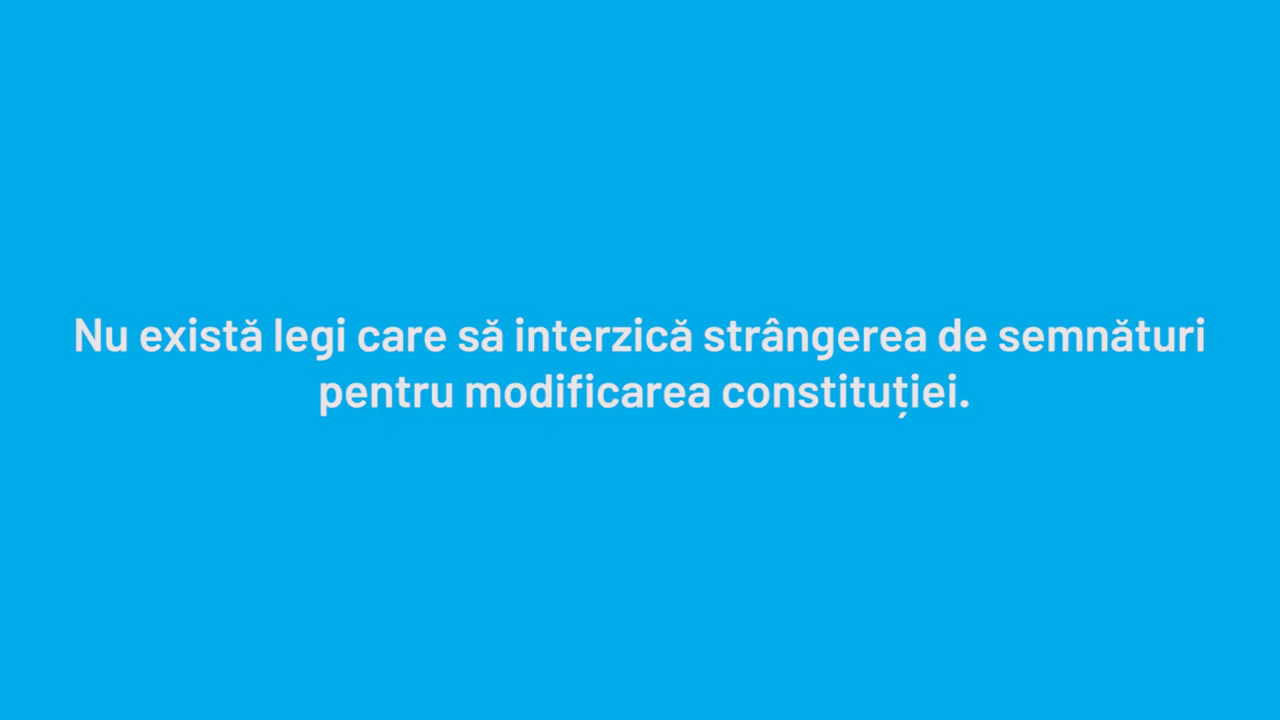 Nu există legi care să interzică strângerea de semnături
pentru modificarea constituției.